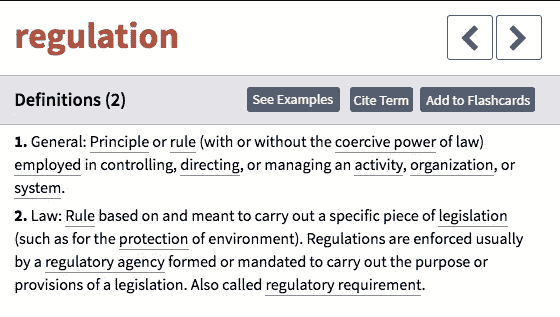 regulation
Definitions (2)
See Examples
Cite Term
Add to Flashcards
1. General: Principle or rule (with or without the coercive power of law)
employed in controlling, directing, or managing an activity, organization, or
system.
2. Law: Rule based on and meant to carry out a specific piece of legislation
(such as for the protection of environment). Regulations are enforced usually
by a regulatory agency formed or mandated to carry out the purpose or
provisions of a legislation. Also called regulatory requirement.